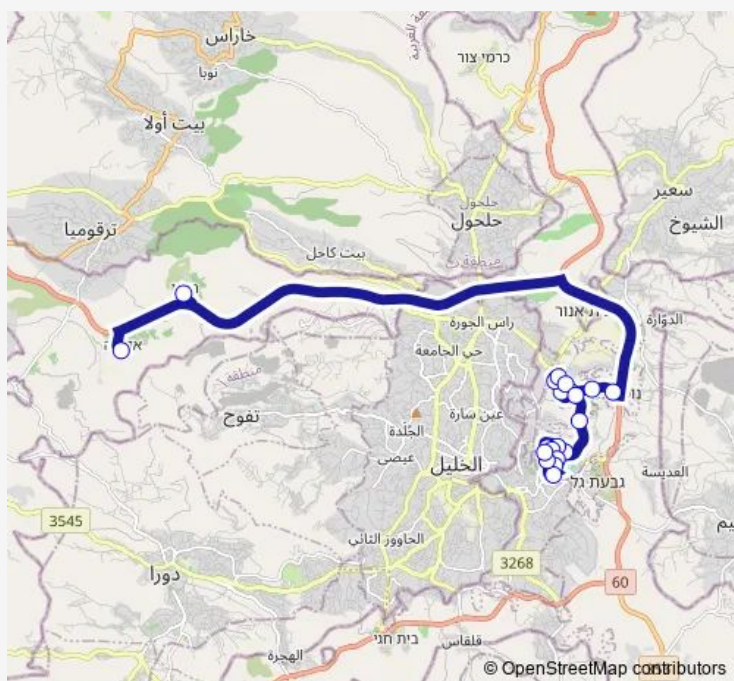 خاراس
نوبا
כרמי צור
بيت أولا
سعير
حلحول
حلحول
الشيوخ
ترقوميا
بيت كاحل
الدوّارة
راس الجورة
حي الجامعة
تفوح
عين سارة
الجلدة
عيصى
الخليل
גבעת גל
العديسة
3545
الحاووز الثاني
3268
دورا
60
בית חגי
قلقاس
الهجرة
© OpenStreetMap contributors